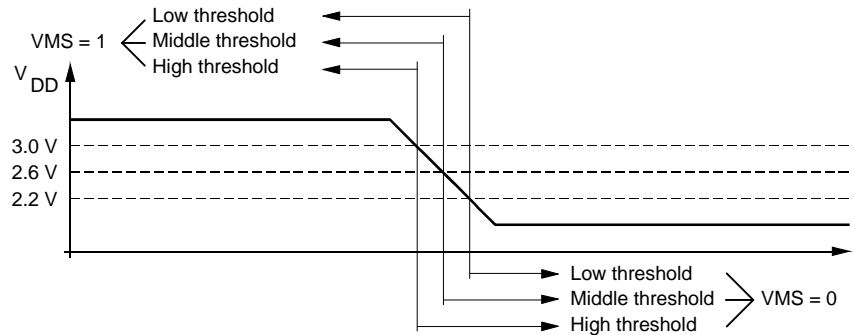 Low threshold
VMS = 1 Middle threshold
High threshold
VDD
3.0 V
2.6 V
2.2 V
Low threshold
Middle threshold VMS = 0
High threshold